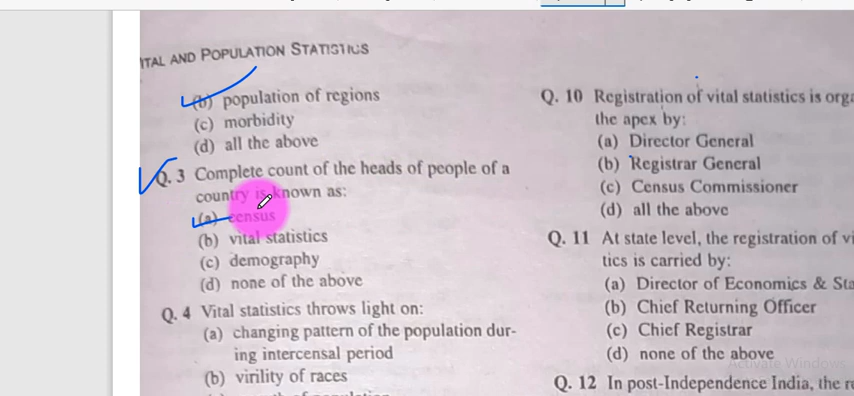 ITAL AND POPULATION STATISTICS
(b) population of regions
(c) morbidity
(d) all the above
Q. 3 Complete count of the heads of people of a
country is known as:
(a) census
(b) vital statistics
(c) demography
(d) none of the above
Q. 4 Vital statistics throws light on:
(a) changing pattern of the population dur-
ing intercensal period
(b) virility of races
Q. 10 Registration of vital statistics is orga
the apex by:
(a) Director General
(b) Registrar General
(c) Census Commissioner
(d) all the above
Q. 11 At state level, the registration of vi
tics is carried by:
(a) Director of Economics & Sta
(b) Chief Returning Officer
(c) Chief Registrar
(d) none of the above
Activate Windows
Q. 12 In post-Independence India, the re